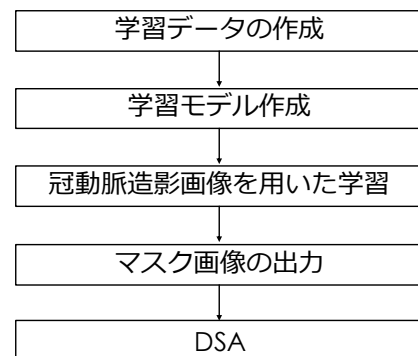 学習データの作成
学習モデル作成
冠動脈造影画像を用いた学習
マスク画像の出力
DSA